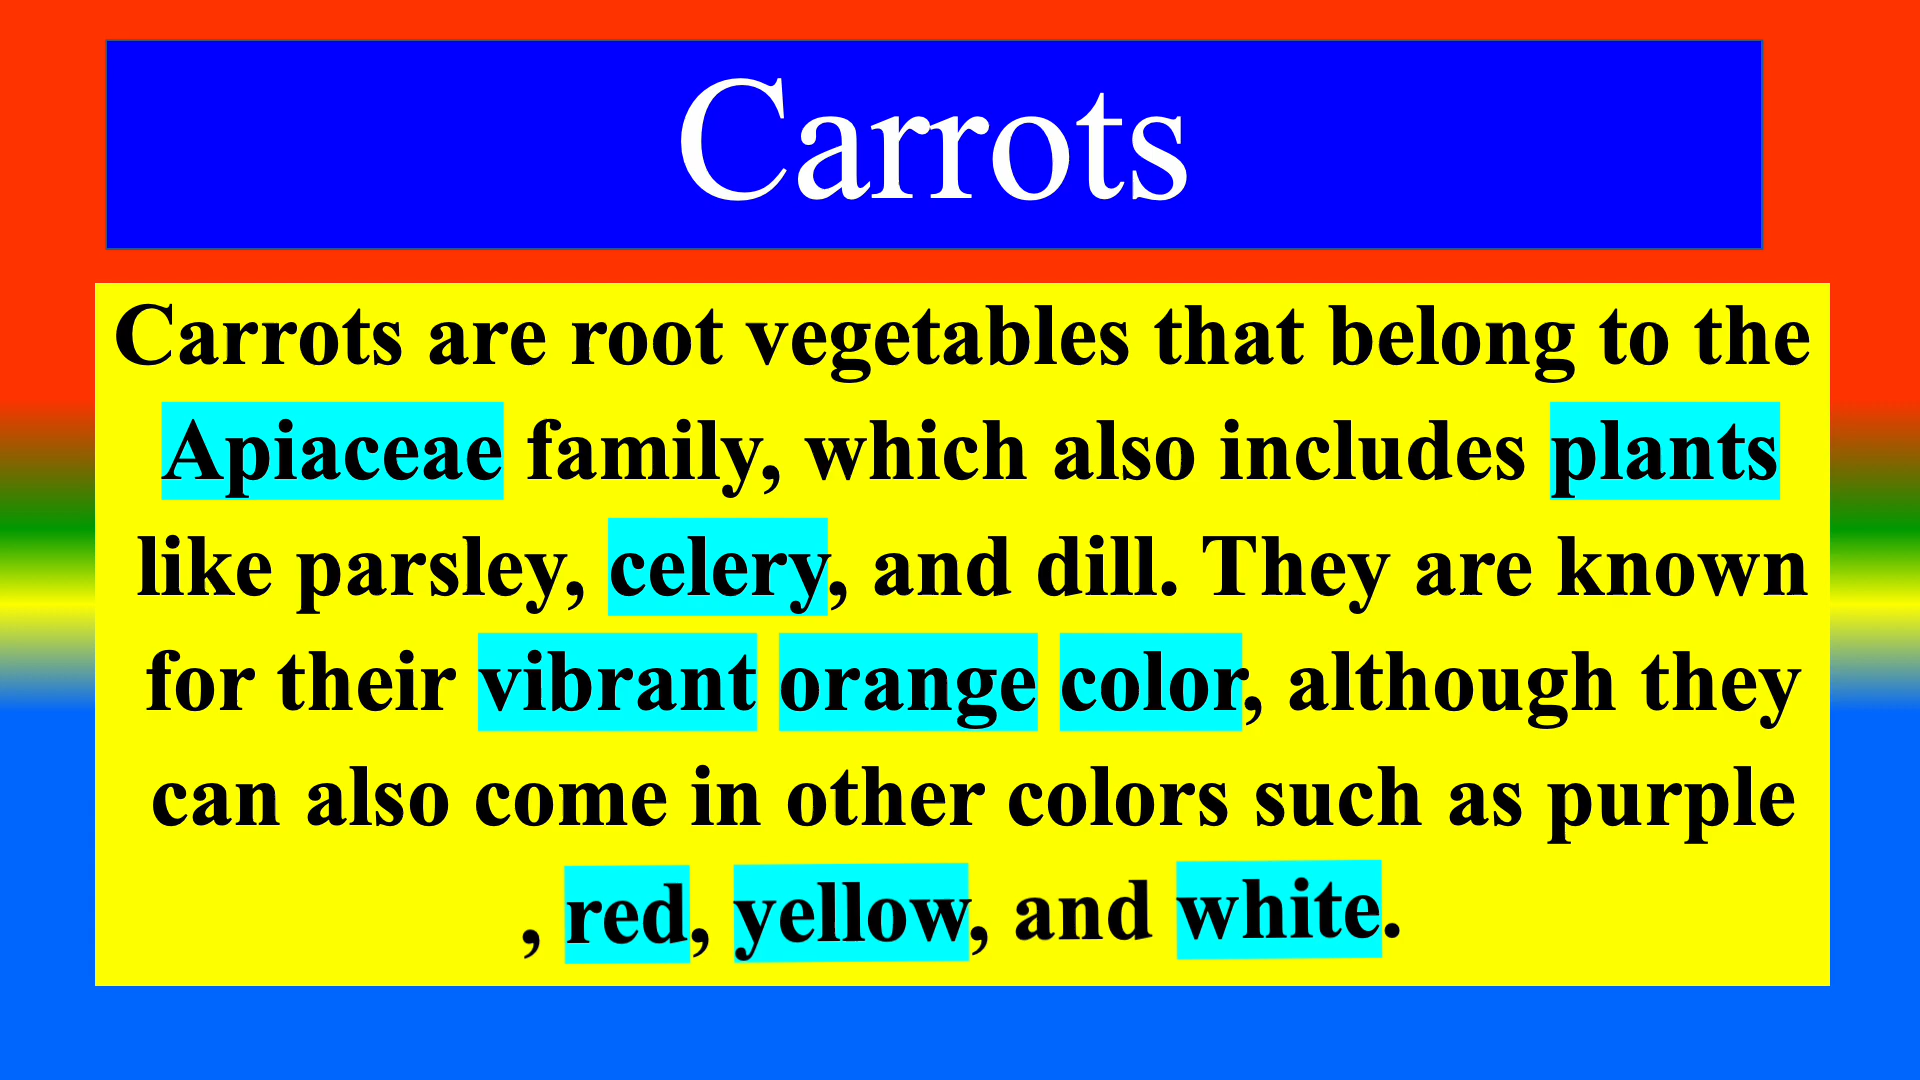 Carrots
Carrots are root vegetables that belong to the
Apiaceae family, which also includes plants
like parsley, celery, and dill. They are known
for their vibrant orange color, although they
can also come in other colors such as purple
, red, yellow, and white.